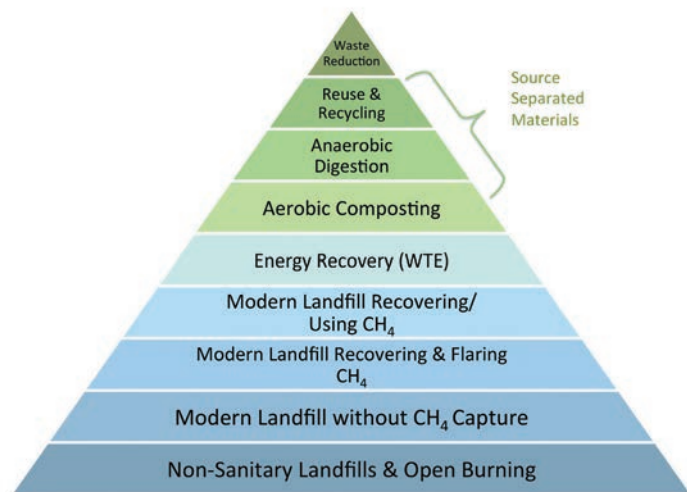 Waste
Reduction
Reuse &
Recycling
Anaerobic
Digestion
Aerobic Composting
Energy Recovery (WTE)
Modern Landfill Recovering/
Using CH₄
Modern Landfill Recovering & Flaring
CH₄
Modern Landfill without CH₄ Capture
Non-Sanitary Landfills & Open Burning
Source
Separated
Materials